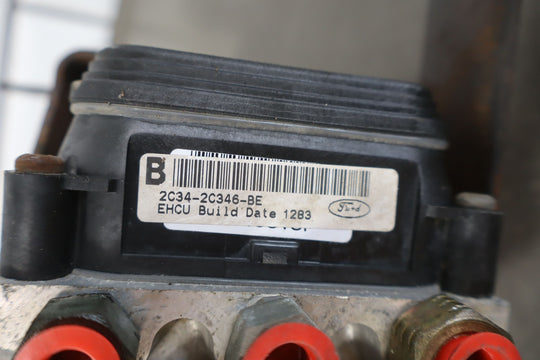 B
2C34-2C346-BE
EHCU Build Date 1283
Ford